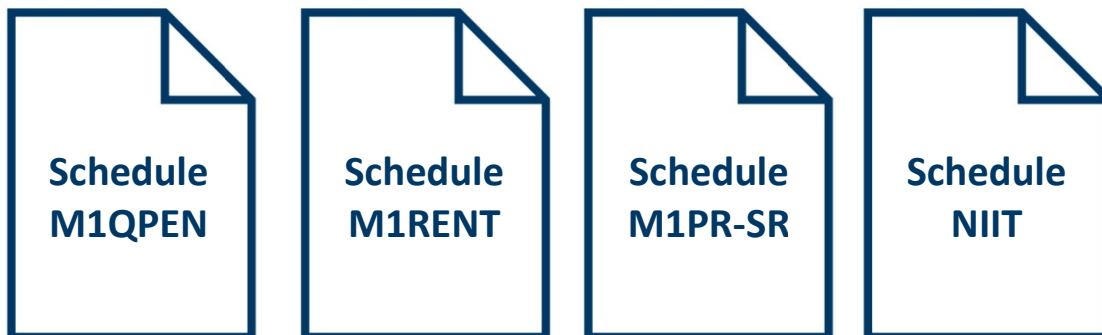 Schedule
M1QPEN
Schedule
M1RENT
Schedule
M1PR-SR
Schedule
NIIT